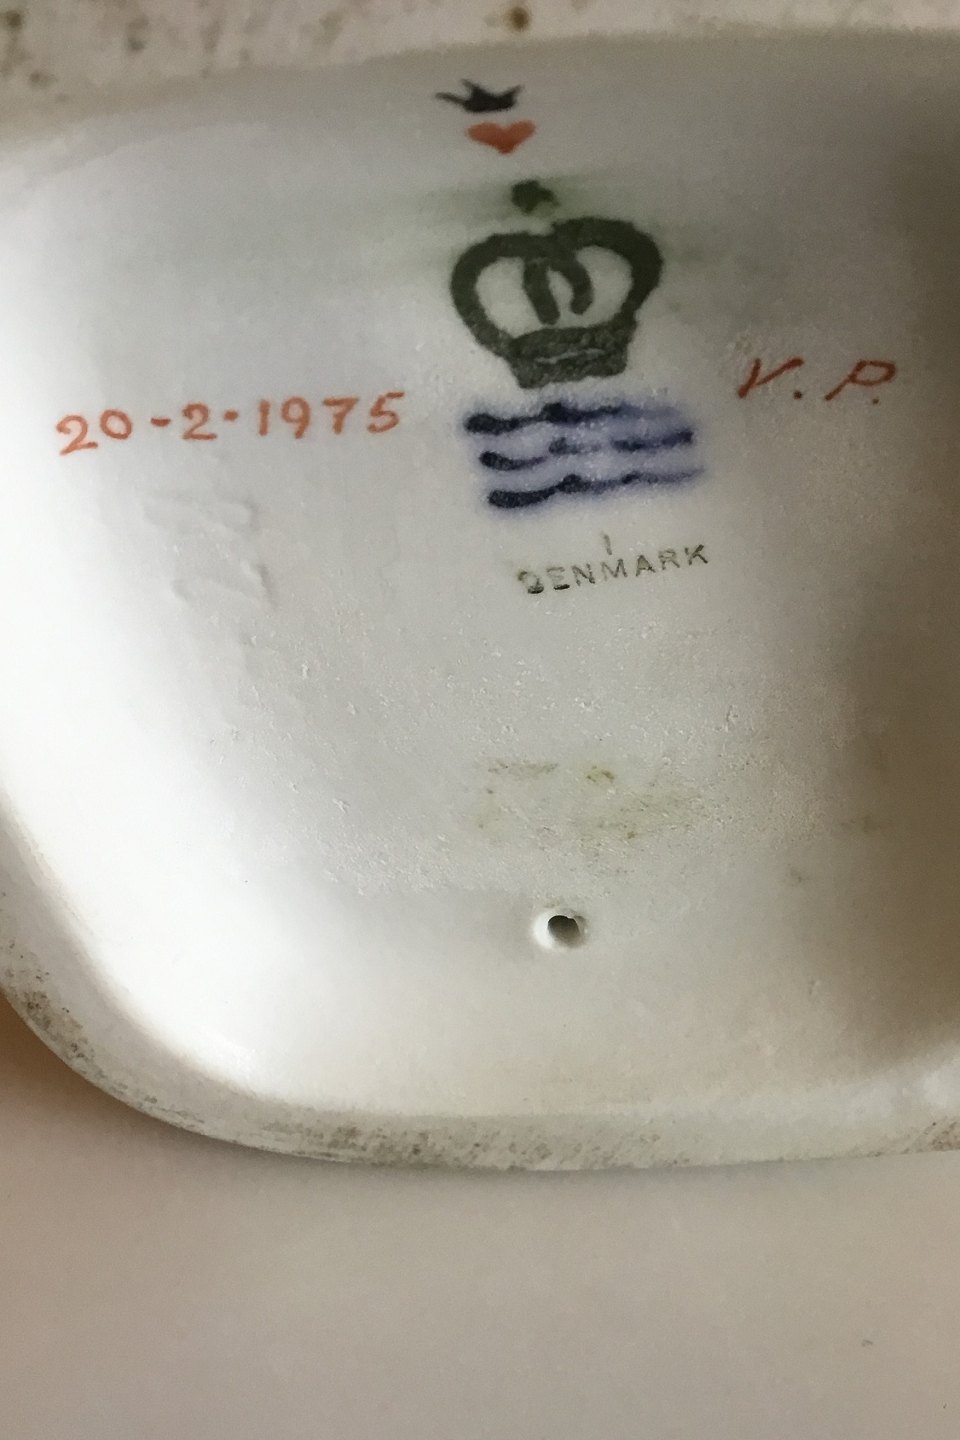 20-2-1975
V. P.
DENMARK